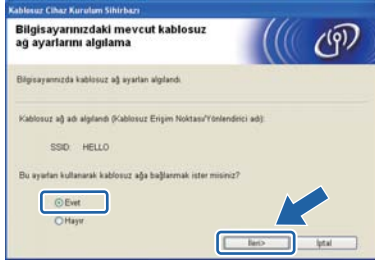 Kablosuz Cihaz Kurulum Sihirbazı
Bilgisayarınızdaki mevcut kablosuz
ağ ayarlarını algılama
Bilgisayarınızda kablosuz ağ ayarları algılandı.
Kablosuz ağ adı algılandı (Kablosuz Erişim Noktası/Yönlendirici adı):
SSID: HELLO
Bu ayarları kullanarak kablosuz ağa bağlanmak ister misiniz?
Evet
Hayır
İleri>
İptal